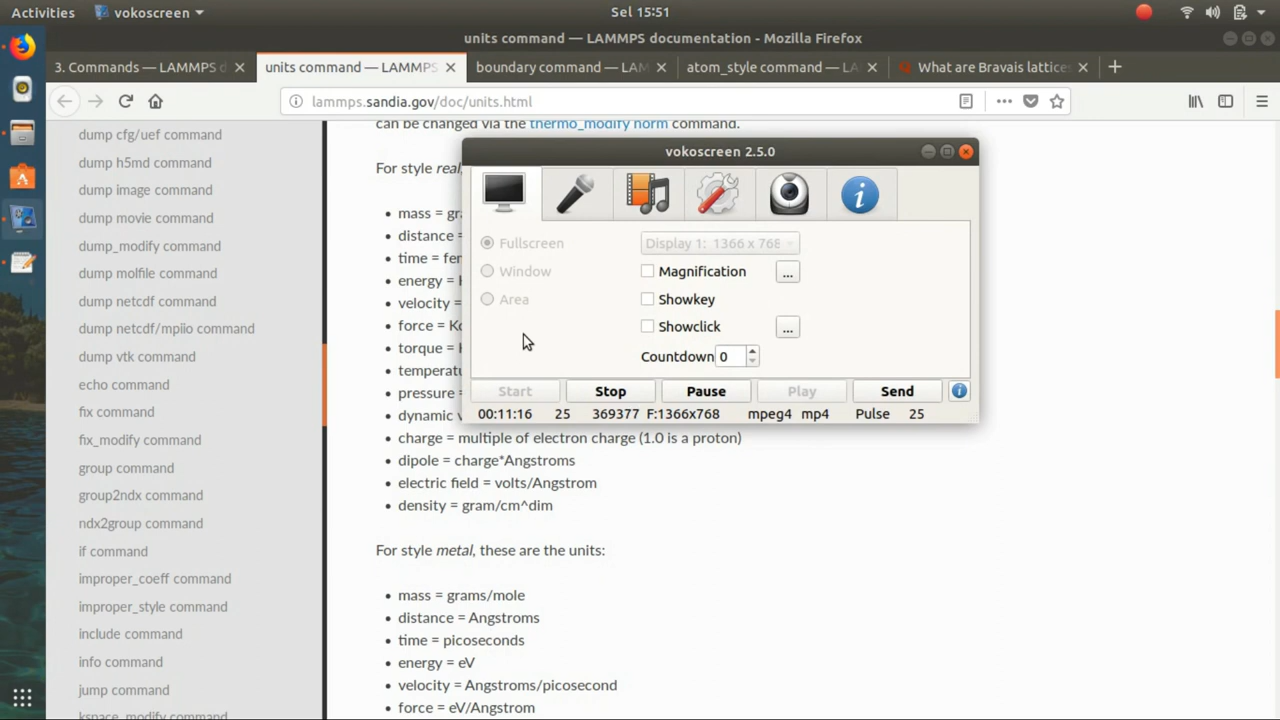 Activities
vokoscreen
Sel 15:51
units command — LAMMPS documentation - Mozilla Firefox
3. Commands — LAMMPS d
units command — LAMMPS
boundary command — LAM
atom_style command — LA
What are Bravais lattices
lammps.sandia.gov/doc/units.html
dump cfg/uef command
dump h5md command
dump image command
dump movie command
dump_modify command
dump molfile command
dump netcdf command
dump netcdf/mpiio command
dump vtk command
echo command
fix command
fix_modify command
group command
group2ndx command
ndx2group command
if command
improper_coeff command
improper_style command
include command
info command
jump command
kspace_modify command
can be changed via the thermo_modify norm command.
For style real,
mass = gra
distance =
time = fem
energy = K
velocity =
force = Kc
torque = K
temperatu
pressure =
dynamic v
charge = multiple of electron charge (1.0 is a proton)
dipole = charge*Angstroms
electric field = volts/Angstrom
density = gram/cm^dim
For style metal, these are the units:
mass = grams/mole
distance = Angstroms
time = picoseconds
energy = eV
velocity = Angstroms/picosecond
force = eV/Angstrom
vokoscreen 2.5.0
Fullscreen
Window
Area
Display 1: 1366 x 768
Magnification ...
Showkey
Showclick ...
Countdown 0
Start Stop Pause Play Send
00:11:16 25 369377 F:1366x768 mpeg4 mp4 Pulse 25